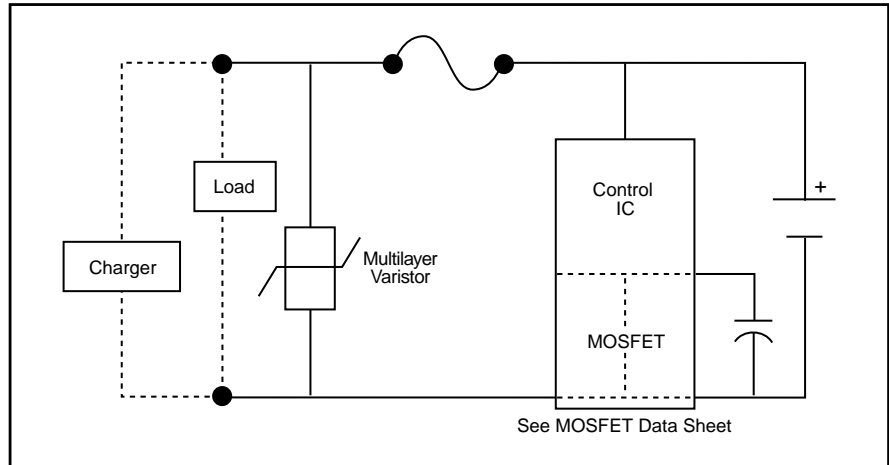 Load
Charger
Multilayer
Varistor
Control
IC
+
MOSFET
See MOSFET Data Sheet